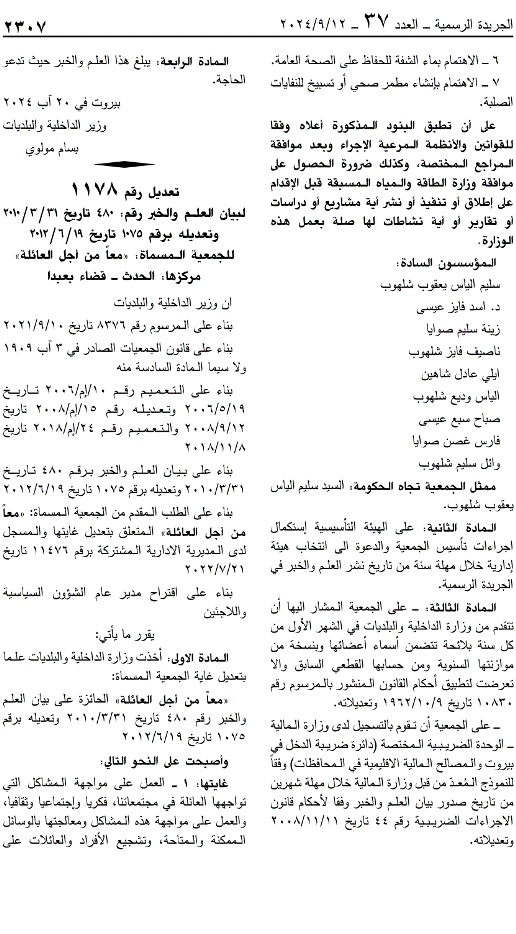 الجريدة الرسمية ــ العدد ٣٧ ــ ٢٠٢٤/٩/١٢
٢٣٠٧
٦ ــ الاهتمام بماء الشفة للحفاظ على الصحة العامة.
٧ ــ الاهتمام بإنشاء مطمر صحي أو تسبيخ للنفايات
الصلبة.
على أن تطبق البنود المذكورة أعلاه وفقا
للقوانين والأنظمة المرعية الإجراء وبعد موافقة
المراجع المختصة، وكذلك ضرورة الحصول على
موافقة وزارة الطاقة والمياه المسبقة قبل الإقدام
على إطلاق أو تنفيذ أو نشر أية مشاريع أو دراسات
أو تقارير أو أية نشاطات لها صلة بعمل هذه
الوزارة.
المؤسسون السادة:
سليم الياس يعقوب شلهوب
د. اسد فايز عيسى
زينة سليم صوايا
ناصيف فايز شلهوب
ايلي عادل شاهين
الياس وديع شلهوب
صباح سبع عيسى
فارس غصن صوايا
وائل سليم شلهوب
ممثل الجمعية تجاه الحكومة: السيد سليم الياس
يعقوب شلهوب.
المادة الثانية: على الهيئة التأسيسية إستكمال
اجراءات تأسيس الجمعية والدعوة الى انتخاب هيئة
إدارية خلال مهلة سنة من تاريخ نشر العلم والخبر في
الجريدة الرسمية.
المادة الثالثة: ــ على الجمعية المشار اليها أن
تتقدم من وزارة الداخلية والبلديات في الشهر الأول من
كل سنة بلائحة تتضمن أسماء أعضائها وبنسخة من
موازنتها السنوية ومن حسابها القطعي السابق والا
تعرضت لتطبيق أحكام القانون المنشور بالمرسوم رقم
١٠٨٣٠ تاريخ ١٩٦٢/١٠/٩ وتعديلاته.
ــ على الجمعية أن تقوم بالتسجيل لدى وزارة المالية
ــ الوحدة الضريبية المختصة (دائرة ضريبة الدخل في
بيروت والمصالح المالية الاقليمية في المحافظات) وفقاً
للنموذج المُعدّ من قبل وزارة المالية خلال مهلة شهرين
من تاريخ صدور بيان العلم والخبر وفقا لأحكام قانون
الاجراءات الضريبية رقم ٤٤ تاريخ ٢٠٠٨/١١/١١
وتعديلاته.
المادة الرابعة: يبلغ هذا العلم والخبر حيث تدعو
الحاجة.
بيروت في ٢٠ آب ٢٠٢٤
وزير الداخلية والبلديات
بسام مولوي
تعديل رقم ١١٧٨
لبيان العلم والخبر رقم: ٤٨٠ تاريخ ٢٠١٠/٣/٣١
وتعديله برقم ١٠٧٥ تاريخ ٢٠١٢/٦/١٩
للجمعية المسماة: «معاً من أجل العائلة»
مركزها: الحدث ــ قضاء بعبدا
ان وزير الداخلية والبلديات
بناء على المرسوم رقم ٨٣٧٦ تاريخ ٢٠٢١/٩/١٠
بناء على قانون الجمعيات الصادر في ٣ آب ١٩٠٩
ولا سيما المادة السادسة منه
بناء على التعميم رقم ١٠/إم/٢٠٠٦ تاريخ
٢٠٠٦/٥/١٩ وتعديله رقم ١٥/إم/٢٠٠٨ تاريخ
٢٠٠٨/٩/١٢ والتعميم رقم ٢٤/إم/٢٠١٨ تاريخ
٢٠١٨/١١/٨
بناء على بيان العلم والخبر برقم ٤٨٠ تاريخ
٢٠١٠/٣/٣١ وتعديله برقم ١٠٧٥ تاريخ ٢٠١٢/٦/١٩
بناء على الطلب المقدم من الجمعية المسماة: «معاً
من أجل العائلة» المتعلق بتعديل غايتها والمسجل
لدى المديرية الادارية المشتركة برقم ١١٤٧٦ تاريخ
٢٠٢٢/٧/٢١
بناء على اقتراح مدير عام الشؤون السياسية
واللاجئين
يقرر ما يأتي:
المادة الاولى: أخذت وزارة الداخلية والبلديات علما
بتعديل غاية الجمعية المسماة:
«معاً من أجل العائلة» الحائزة على بيان العلم
والخبر رقم ٤٨٠ تاريخ ٢٠١٠/٣/٣١ وتعديله برقم
١٠٧٥ تاريخ ٢٠١٢/٦/١٩
وأصبحت على النحو التالي:
غايتها: ١ ــ العمل على مواجهة المشاكل التي
تواجهها العائلة في مجتمعاتنا، فكريا وإجتماعيا وثقافيا،
والعمل على مواجهة هذه المشاكل ومعالجتها بالوسائل
الممكنة والمتاحة، وتشجيع الأفراد والعائلات على